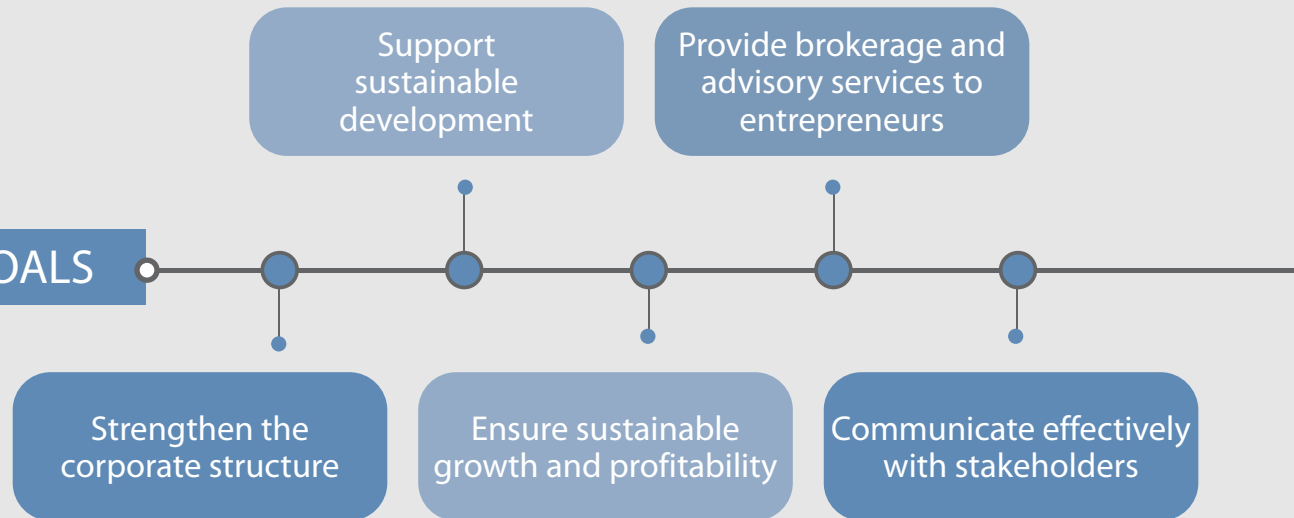 Support
sustainable
development
Provide brokerage and
advisory services to
entrepreneurs
OALS
Strengthen the
corporate structure
Ensure sustainable
growth and profitability
Communicate effectively
with stakeholders